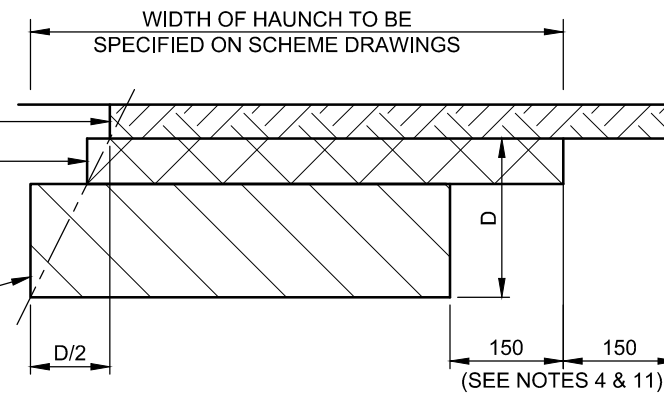 WIDTH OF HAUNCH TO BE
SPECIFIED ON SCHEME DRAWINGS
D
D/2
150
150
(SEE NOTES 4 & 11)